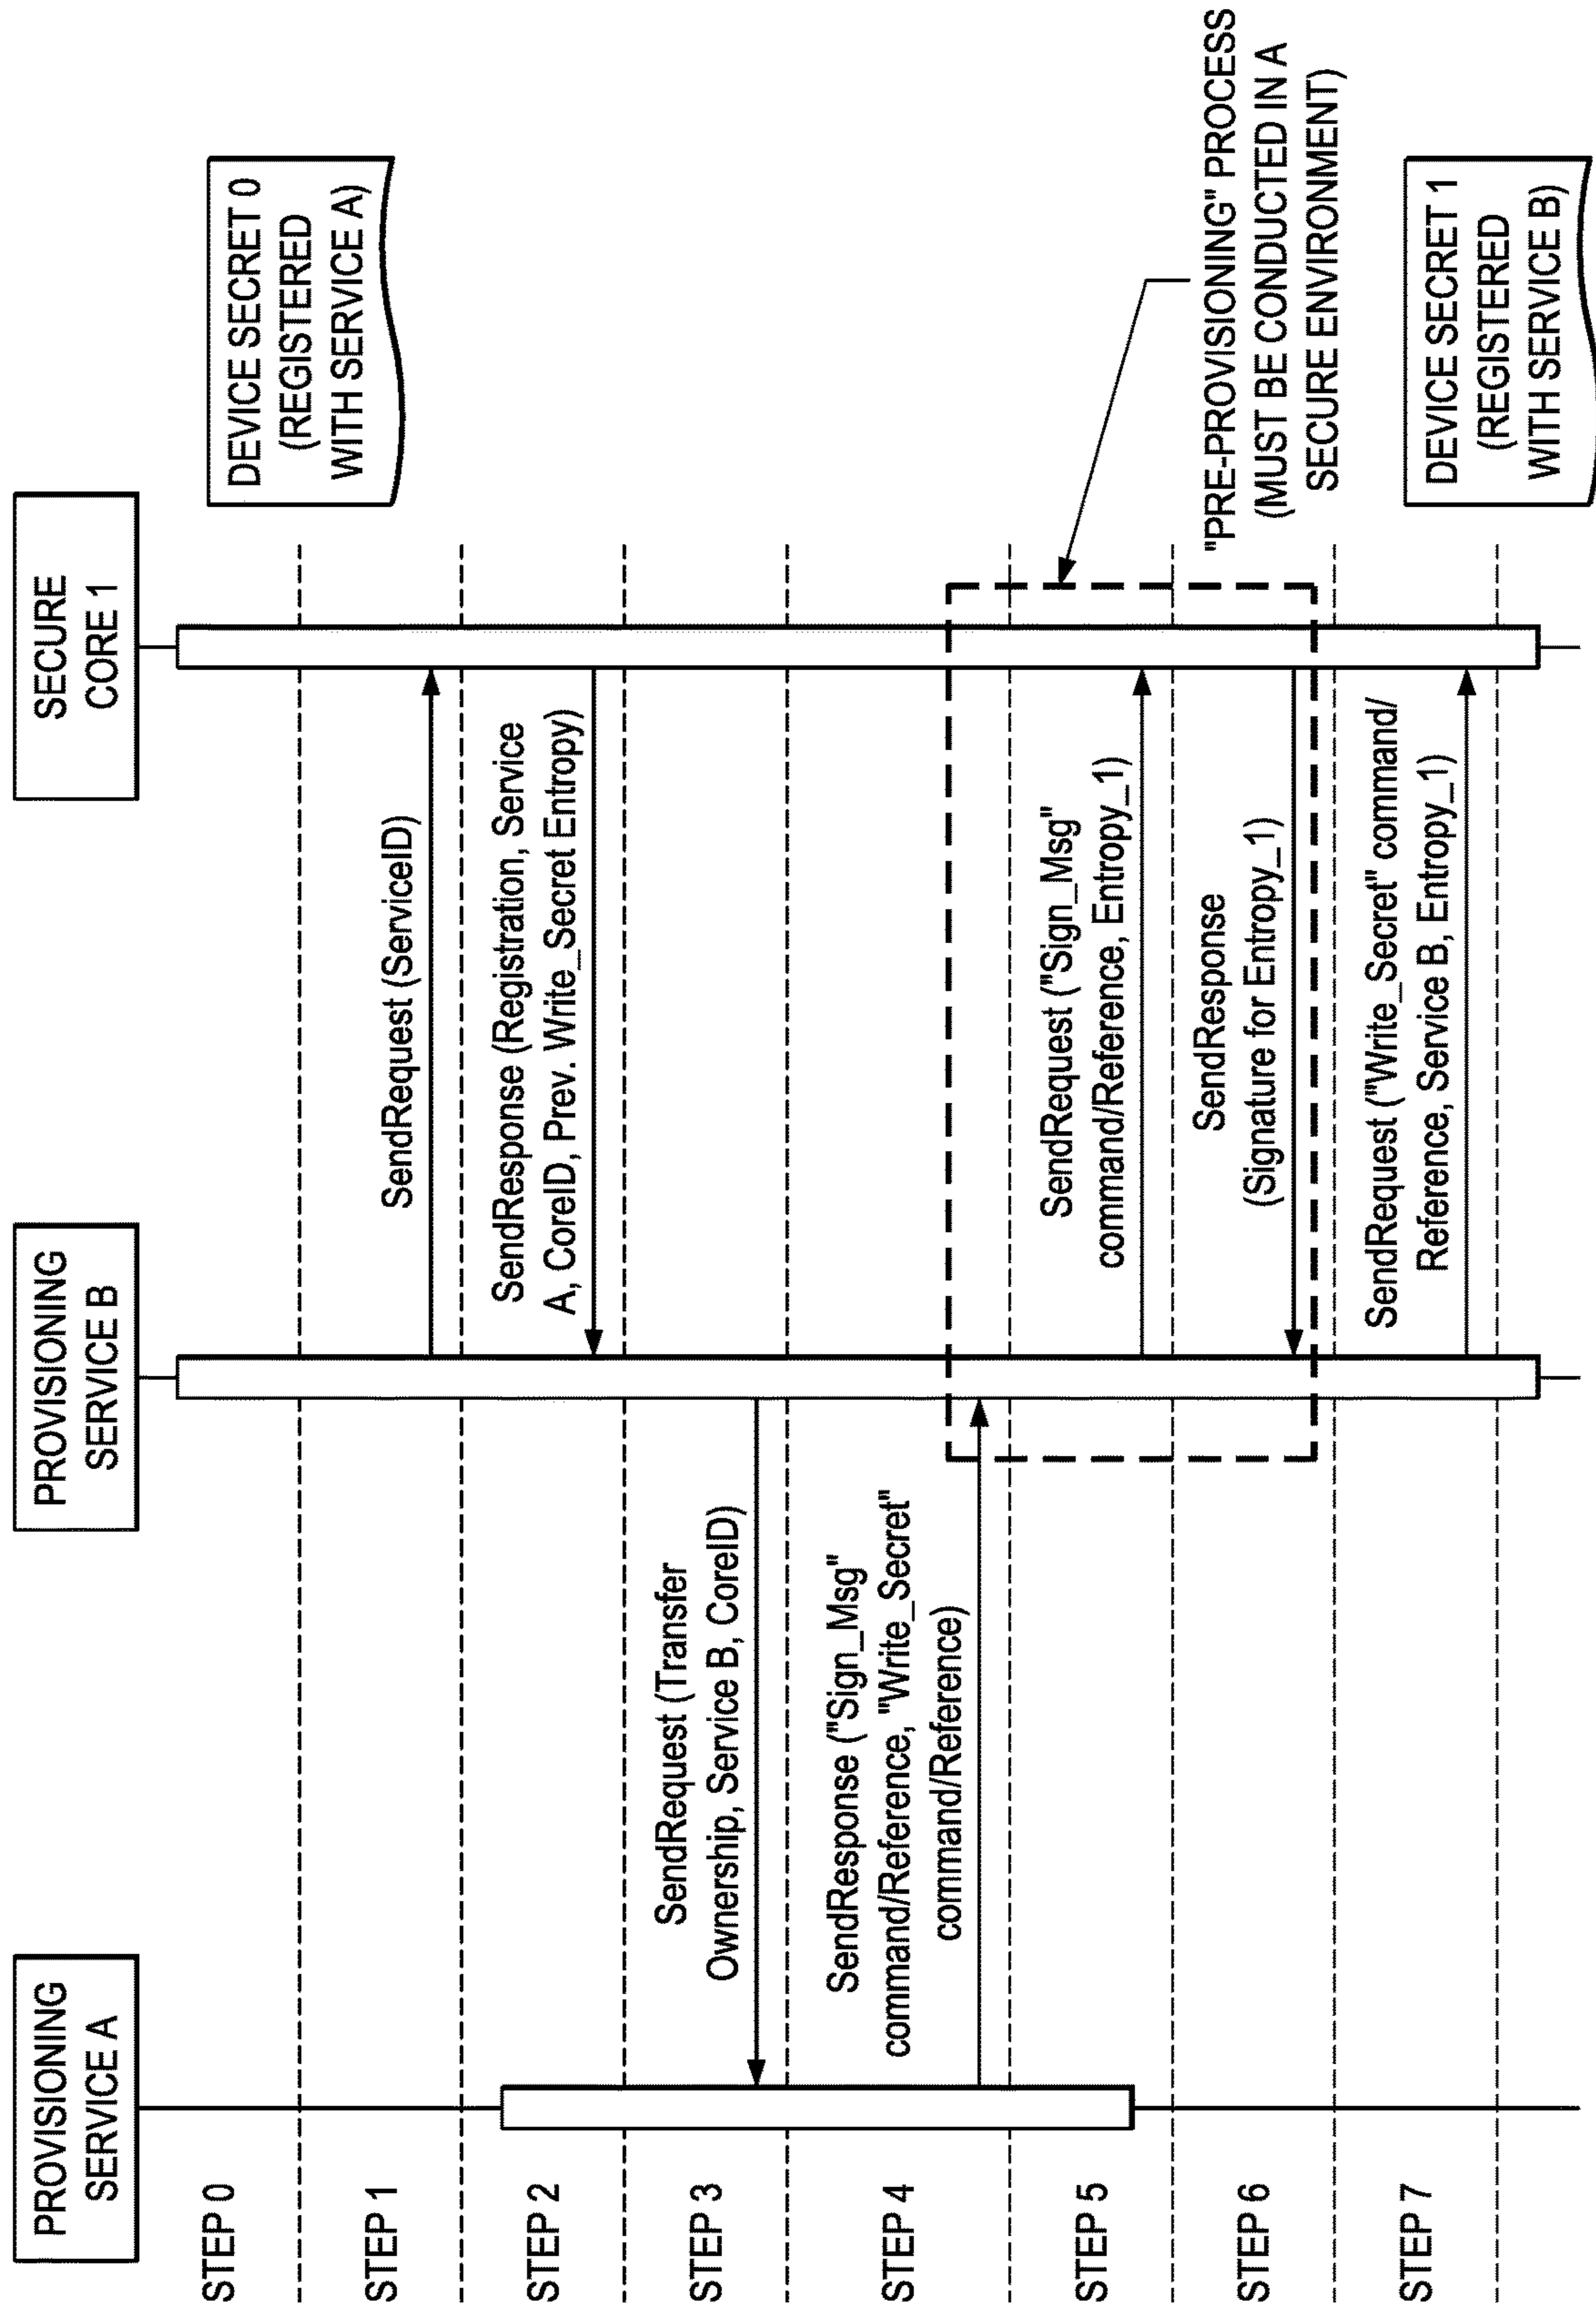 PROVISIONING
SERVICE A
PROVISIONING
SERVICE B
SECURE
CORE 1
STEP 0
DEVICE SECRET 0
(REGISTERED
WITH SERVICE A)
STEP 1
SendRequest (ServiceID)
STEP 2
SendResponse (Registration, Service
A, CoreID, Prev. Write_Secret Entropy)
STEP 3
SendRequest (Transfer
Ownership, Service B, CoreID)
STEP 4
SendResponse ("Sign_Msg"
command/Reference, "Write_Secret"
command/Reference)
STEP 5
SendRequest ("Sign_Msg"
command/Reference, Entropy_1)
"PRE-PROVISIONING" PROCESS
(MUST BE CONDUCTED IN A
SECURE ENVIRONMENT)
STEP 6
SendResponse
(Signature for Entropy_1)
STEP 7
SendRequest ("Write_Secret" command/
Reference, Service B, Entropy_1)
DEVICE SECRET 1
(REGISTERED
WITH SERVICE B)